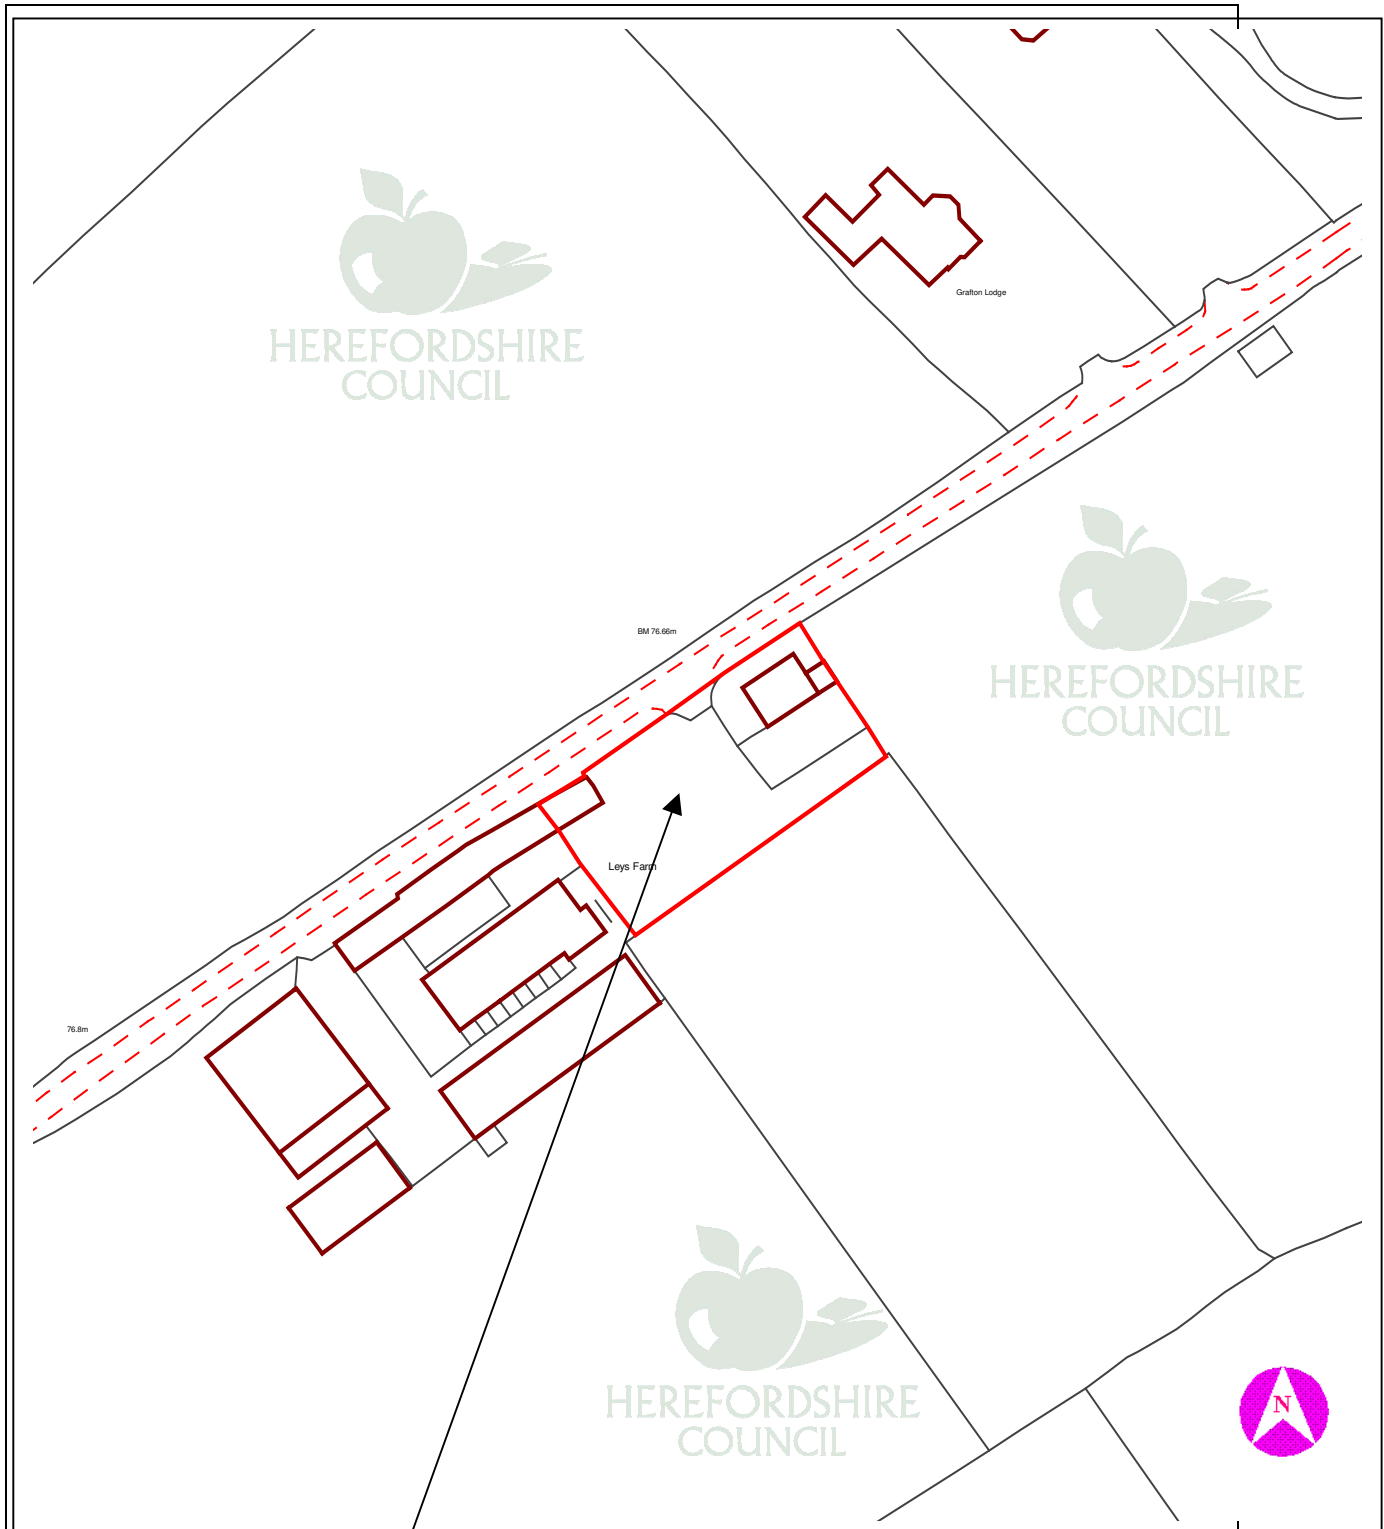 HEREFORDSHIRE
COUNCIL
Grafton Lodge
BM 76.66m
HEREFORDSHIRE
COUNCIL
Leys Farm
76.8m
HEREFORDSHIRE
COUNCIL
N